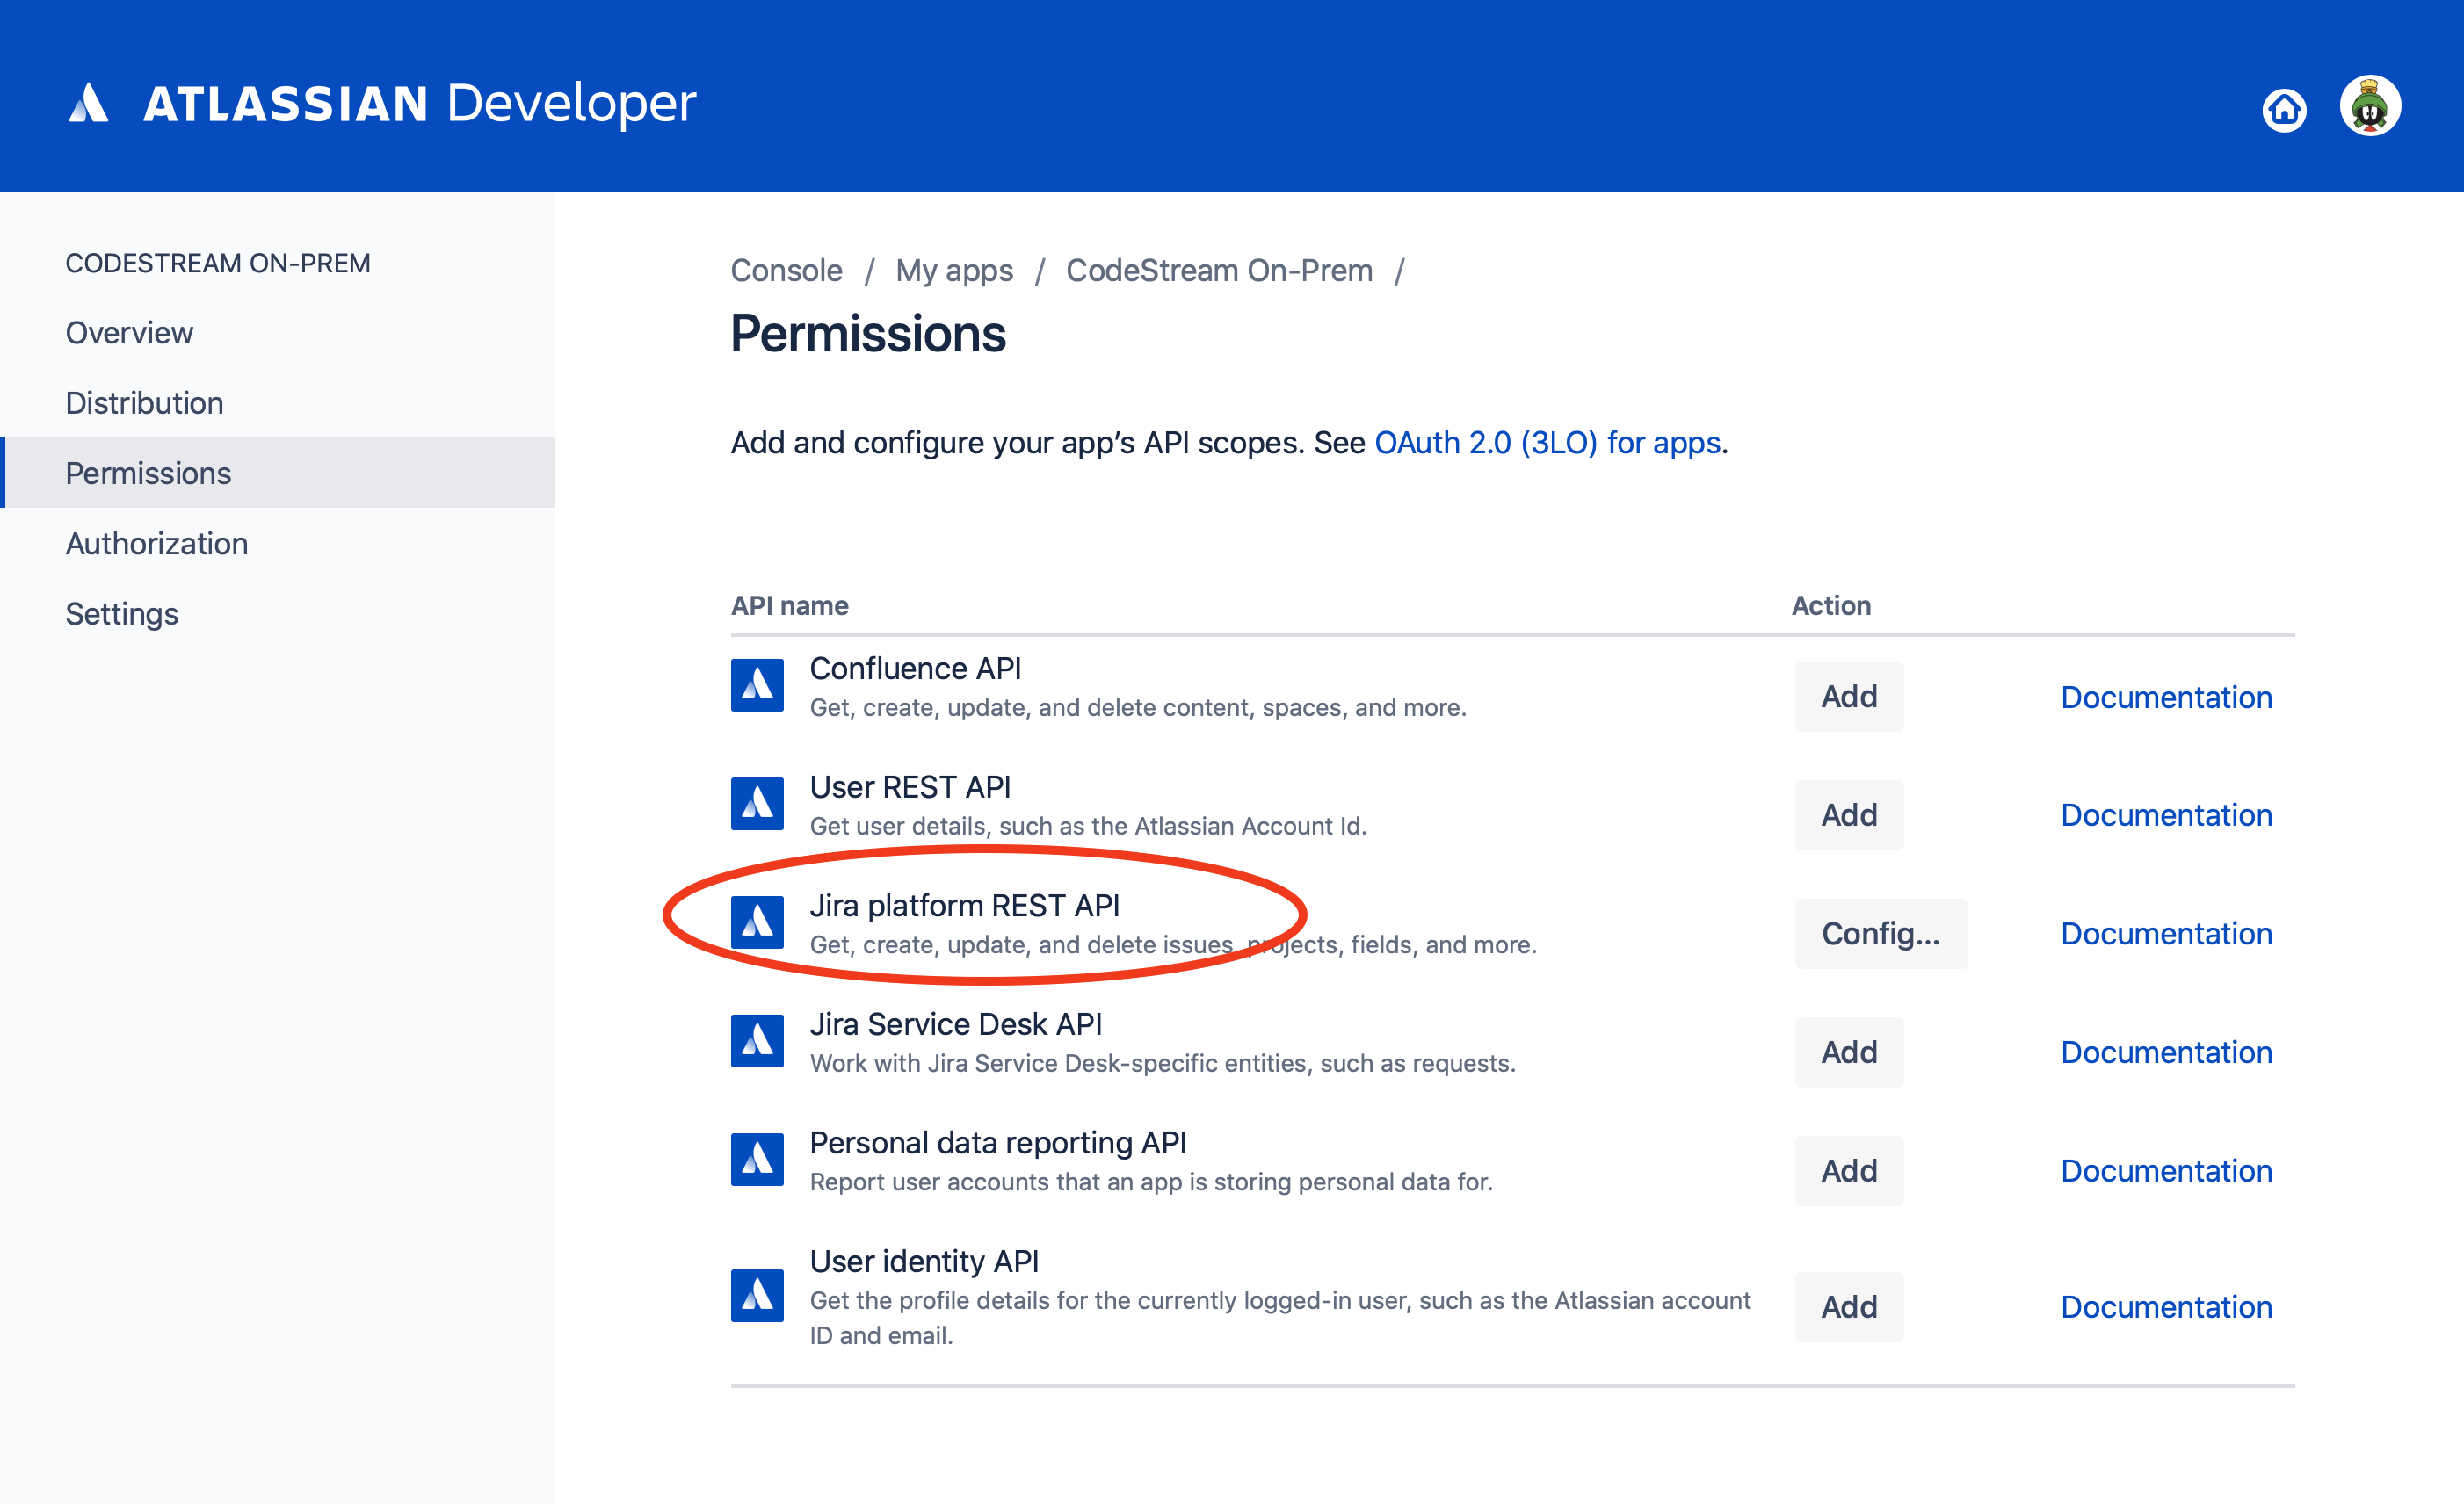 ATLASSIAN Developer
CODESTREAM ON-PREM
Overview
Distribution
Permissions
Authorization
Settings
Console / My apps / CodeStream On-Prem /
Permissions
Add and configure your app’s API scopes. See OAuth 2.0 (3LO) for apps.
API name Action
Confluence API
Get, create, update, and delete content, spaces, and more.
Add Documentation
User REST API
Get user details, such as the Atlassian Account Id.
Add Documentation
Jira platform REST API
Get, create, update, and delete issues, projects, fields, and more.
Config... Documentation
Jira Service Desk API
Work with Jira Service Desk-specific entities, such as requests.
Add Documentation
Personal data reporting API
Report user accounts that an app is storing personal data for.
Add Documentation
User identity API
Get the profile details for the currently logged-in user, such as the Atlassian account
ID and email.
Add Documentation